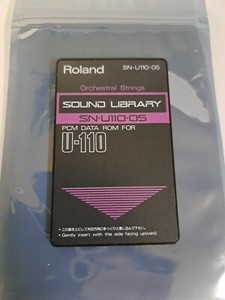 Roland SN-U110-05
Orchestral Strings
SOUND LIBRARY
SN-U110-05
PCM DATA ROM FOR
U-110
• Gently insert with this side facing upward.